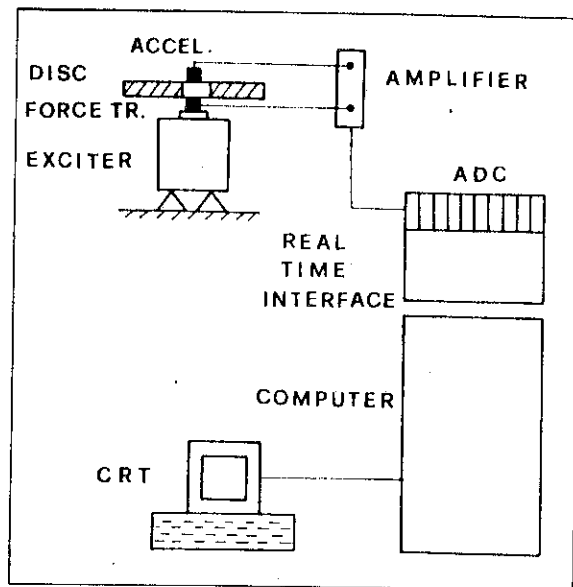 ACCEL.
DISC
AMPLIFIER
FORCE TR.
EXCITER
ADC
REAL
TIME
INTERFACE
COMPUTER
CRT